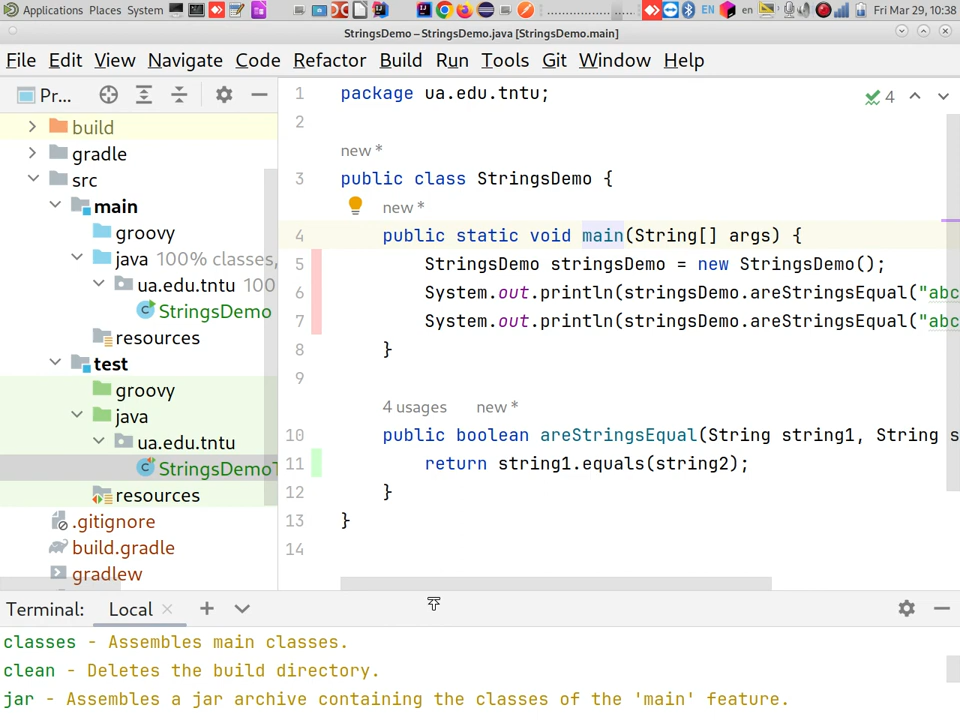 Applications Places System EN en Fri Mar 29, 10:38
StringsDemo – StringsDemo.java [StringsDemo.main]
File Edit View Navigate Code Refactor Build Run Tools Git Window Help
Pr...
build
gradle
src
main
groovy
java 100% classes,
ua.edu.tntu 100
StringsDemo
resources
test
groovy
java
ua.edu.tntu
StringsDemoT
resources
.gitignore
build.gradle
gradlew
4
1 package ua.edu.tntu;
2
new *
3 public class StringsDemo {
new *
4 public static void main(String[] args) {
5 StringsDemo stringsDemo = new StringsDemo();
6 System.out.println(stringsDemo.areStringsEqual("abc
7 System.out.println(stringsDemo.areStringsEqual("abc
8 }
9
4 usages new *
10 public boolean areStringsEqual(String string1, String s
11 return string1.equals(string2);
12 }
13 }
14
Terminal: Local
classes - Assembles main classes.
clean - Deletes the build directory.
jar - Assembles a jar archive containing the classes of the 'main' feature.